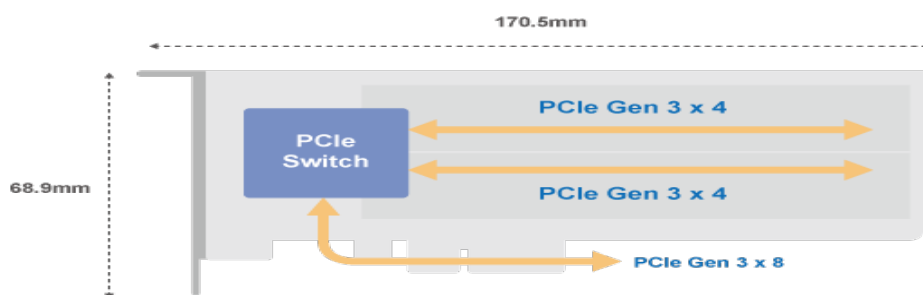 170.5mm
PCIe Gen 3 x 4
PCIe
Switch
68.9mm
PCIe Gen 3 x 4
PCIe Gen 3 x 8